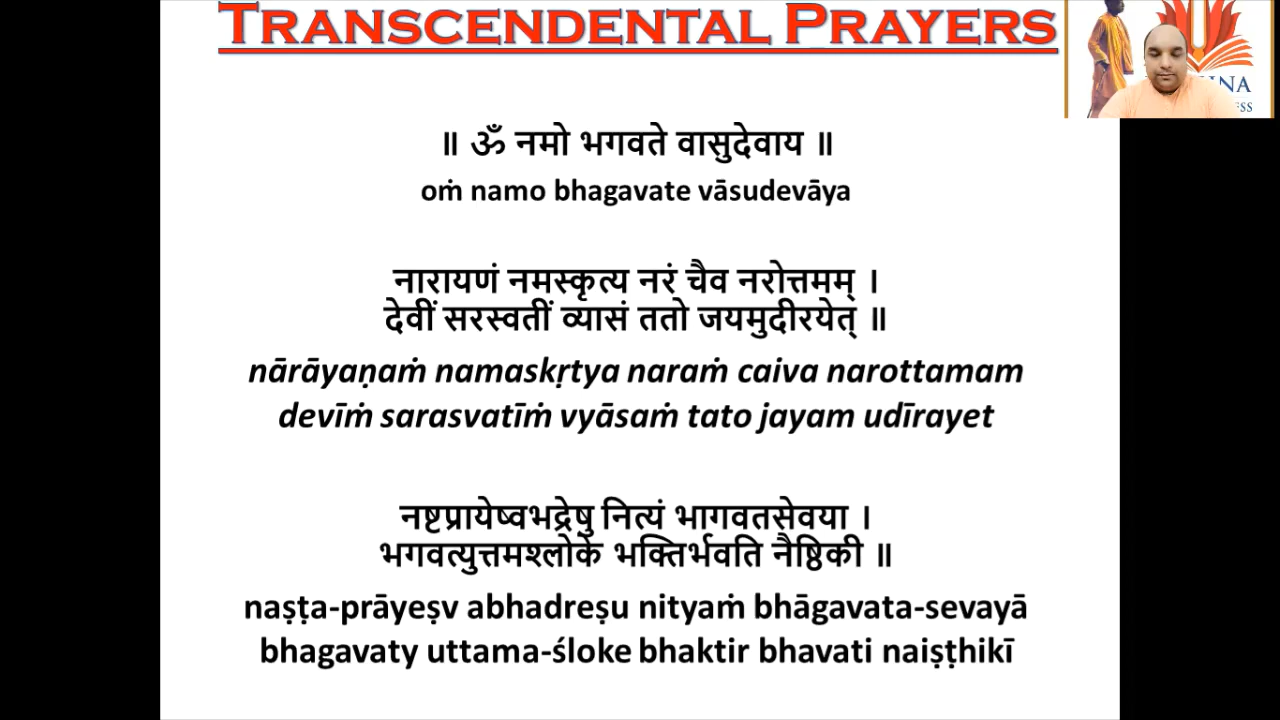 TRANSCENDENTAL PRAYERS
॥ ॐ नमो भगवते वासुदेवाय ॥
oṁ namo bhagavate vāsudevāya
नारायणं नमस्कृत्य नरं चैव नरोत्तमम् ।
देवीं सरस्वतीं व्यासं ततो जयमुदीरयेत् ॥
nārāyaṇaṁ namaskṛtya naraṁ caiva narottamam
devīṁ sarasvatīṁ vyāsaṁ tato jayam udīrayet
नष्टप्रायेष्वभद्रेषु नित्यं भागवतसेवया ।
भगवत्युत्तमश्लोके भक्तिर्भवति नैष्ठिकी ॥
naṣṭa-prāyeṣv abhadreṣu nityaṁ bhāgavata-sevayā
bhagavaty uttama-śloke bhaktir bhavati naiṣṭhikī